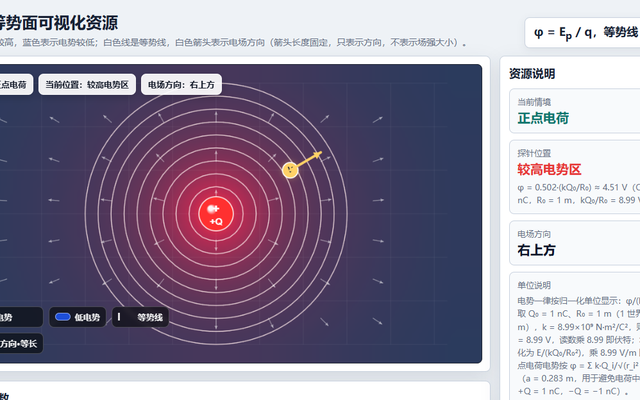 等势面可视化资源
较高，蓝色表示电势较低；白色线是等势线，白色箭头表示电场方向（箭头长度固定，只表示方向，不表示场强大小）。
φ = Ep / q，等势线
正点电荷
当前位置：较高电势区
电场方向：右上方
+Q
电势
低电势
等势线
方向•等长
资源说明
当前情境
正点电荷
探针位置
较高电势区
φ = 0.502·(kQ₀/R₀) ≈ 4.51 V（
nC，R₀ = 1 m，kQ₀/R₀ = 8.99 V
电场方向
右上方
单位说明
电势一律按归一化单位显示：φ/(
取 Q₀ = 1 nC、R₀ = 1 m（1 世
m），k = 8.99×10⁹ N·m²/C²，
= 8.99 V，读数乘 8.99 即伏特；
化为 E/(kQ₀/R₀²)，乘 8.99 V/m
点电荷电势按 φ = Σ k·Q_i/√(r_i²
（a = 0.283 m，用于避免电荷中
+Q = 1 nC，−Q = −1 nC）。
数